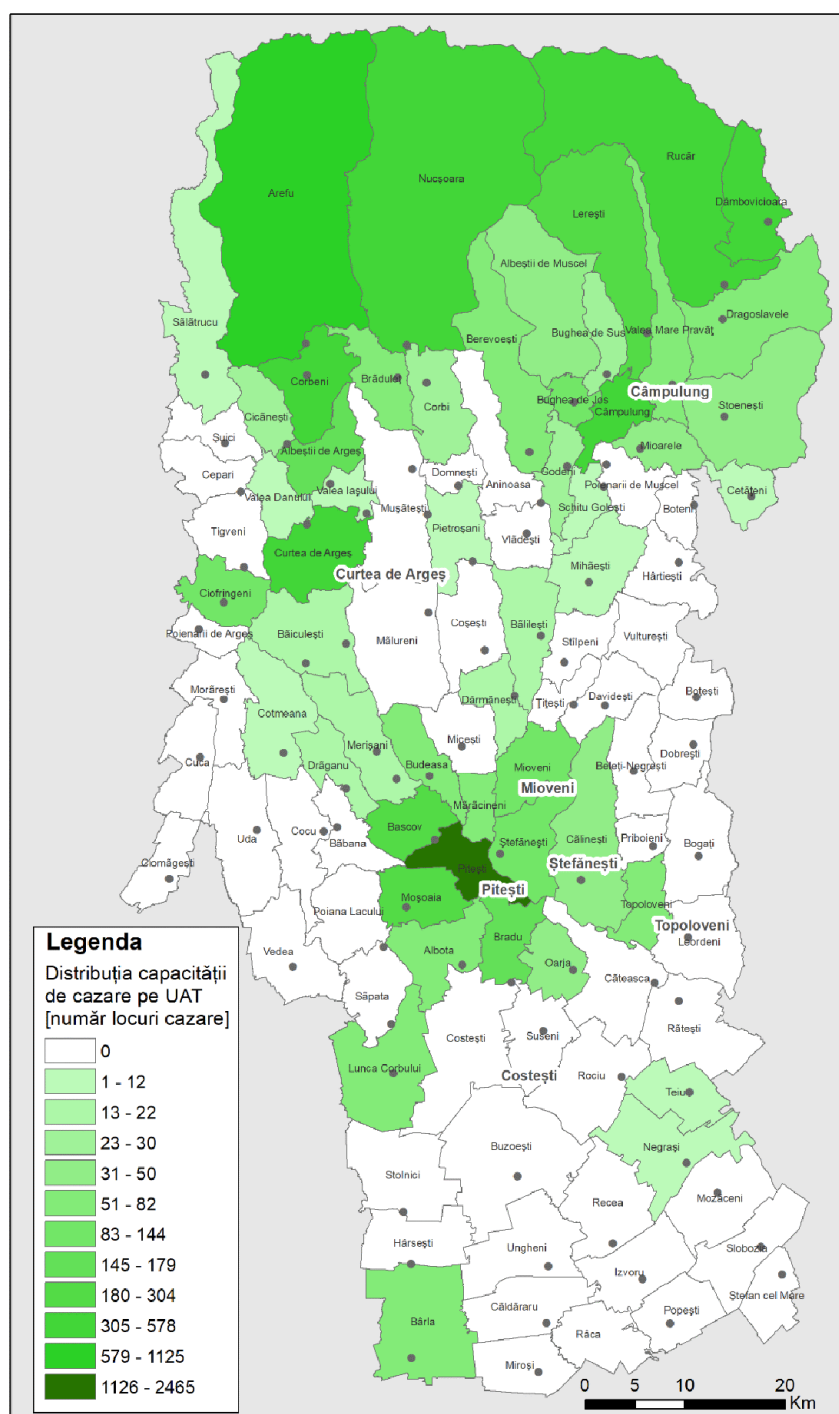 Rucăr
Nucșoara
Arefu
Dâmbovicioara
Lerești
Albeștii de Muscel
Dragoslavele
Sălătrucu
Bughea de Sus
Valea Mare Pravăț
Berevoești
Brăduleț
Corbeni
Câmpulung
Bughea de Jos
Stoenești
Corbi
Câmpulung
Cicănești
Șuici
Mioarele
Albeștii de Argeș
Godeni
Domnești
Cepari
Aninoasa
Poienarii de Muscel
Cetățeni
Valea Danului
Valea Iașului
Mușătești
Schitu Golești
Boteni
Pietroșani
Tigveni
Vlădești
Curtea de Argeș
Curtea de Argeș
Mihăești
Hârtiești
Ciofrîngeni
Coșești
Bălilești
Poienarii de Argeș
Băiculești
Mălureni
Stîlpeni
Vulturești
Morărești
Dârmănești
Țițești
Davidești
Botești
Cotmeana
Micești
Merișani
Dobrești
Cuca
Drăganu
Budeasa
Mioveni
Beleți-Negrești
Mioveni
Mărăcineni
Bascov
Cocu
Uda
Băbana
Ștefănești
Călinești
Priboieni
Bogați
Ciomăgești
Pitești
Ștefănești
Pitești
Moșoaia
Topoloveni
Poiana Lacului
Topoloveni
Bradu
Leordeni
Albota
Vedea
Oarja
Căteasca
Săpata
Rătești
Costești
Suseni
Lunca Corbului
Costești
Rociu
Teiu
Buzoești
Negrași
Stolnici
Recea
Mozăceni
Hârsești
Ungheni
Slobozia
Izvoru
Ștefan cel Mare
Căldăraru
Popești
Bârla
Râca
Miroși
Legenda
Distribuția capacității
de cazare pe UAT
[număr locuri cazare]
0
1 - 12
13 - 22
23 - 30
31 - 50
51 - 82
83 - 144
145 - 179
180 - 304
305 - 578
579 - 1125
1126 - 2465
0 5 10 20
Km